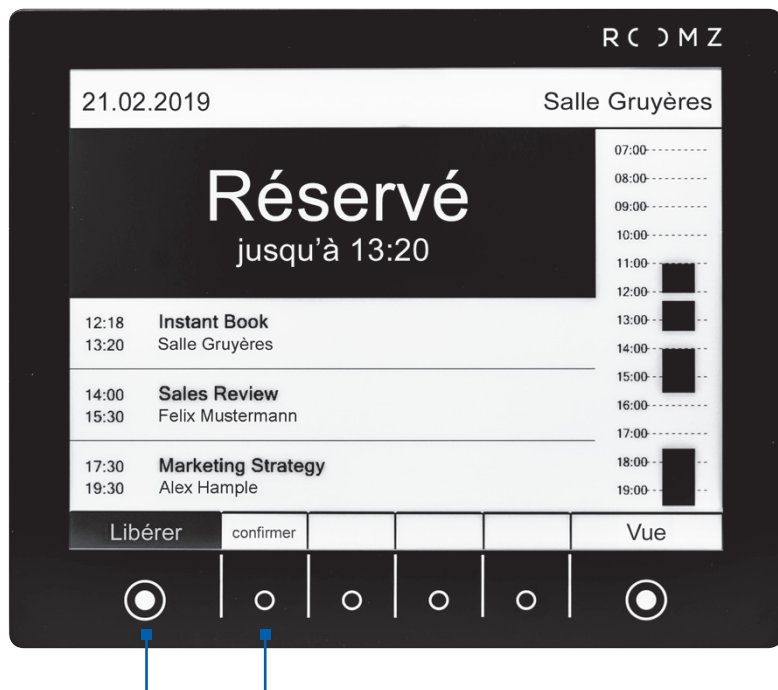 ROOMZ
21.02.2019 Salle Gruyères
Réservé
jusqu’à 13:20
12:18 Instant Book
13:20 Salle Gruyères
14:00 Sales Review
15:30 Felix Mustermann
17:30 Marketing Strategy
19:30 Alex Hample
07:00
08:00
09:00
10:00
11:00
12:00
13:00
14:00
15:00
16:00
17:00
18:00
19:00
Libérer confirmer Vue